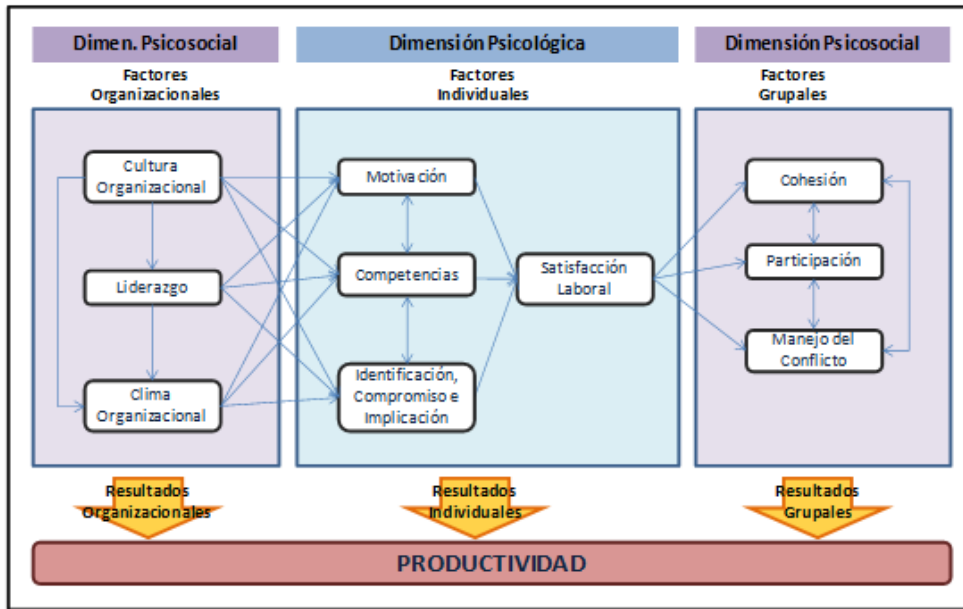 Dimen. Psicosocial
Factores
Organizacionales
Cultura
Organizacional
Liderazgo
Clima
Organizacional
Resultados
Organizacionales
Dimensión Psicológica
Factores
Individuales
Motivación
Competencias
Identificación,
Compromiso e
Implicación
Satisfacción
Laboral
Resultados
Individuales
Dimensión Psicosocial
Factores
Grupales
Cohesión
Participación
Manejo del
Conflicto
Resultados
Grupales
PRODUCTIVIDAD